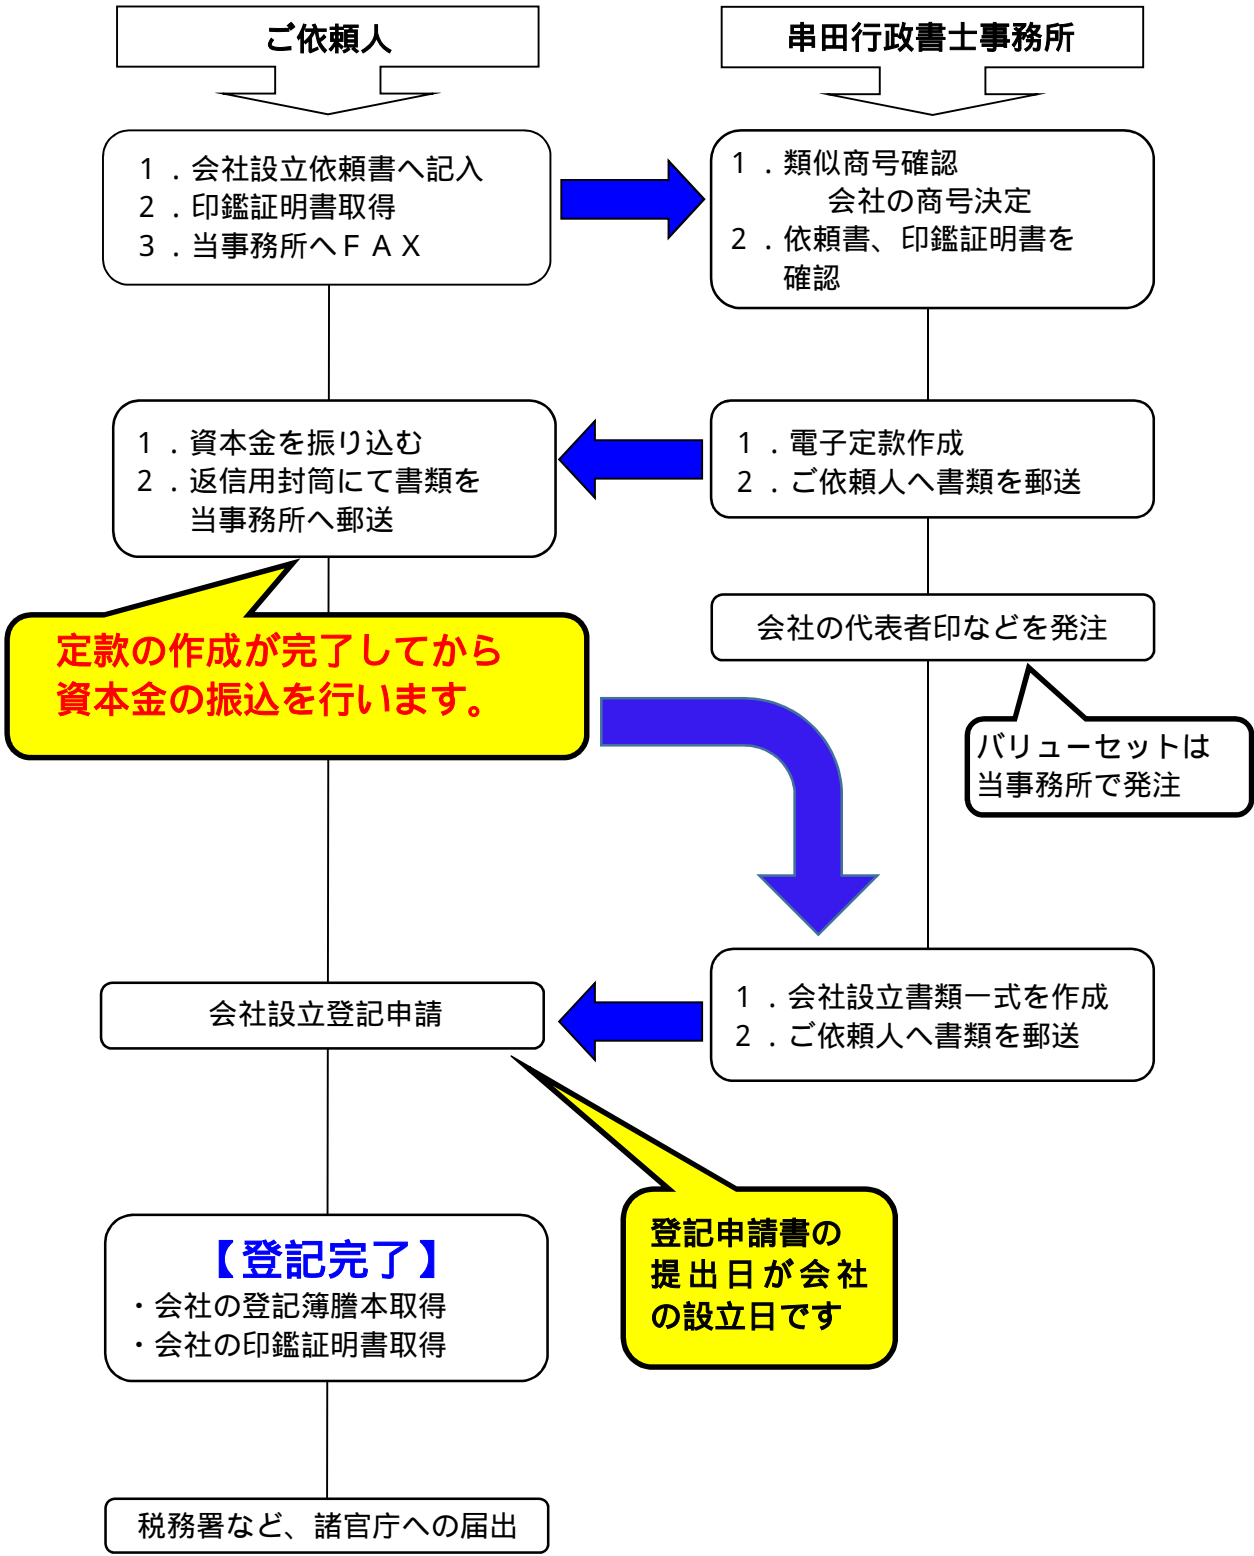 ご依頼人
串田行政書士事務所
１．会社設立依頼書へ記入
２．印鑑証明書取得
３．当事務所へＦＡＸ
１．類似商号確認
会社の商号決定
２．依頼書、印鑑証明書を
確認
１．資本金を振り込む
２．返信用封筒にて書類を
当事務所へ郵送
１．電子定款作成
２．ご依頼人へ書類を郵送
定款の作成が完了してから
資本金の振込を行います。
会社の代表者印などを発注
バリューセットは
当事務所で発注
会社設立登記申請
１．会社設立書類一式を作成
２．ご依頼人へ書類を郵送
登記申請書の
提出日が会社
の設立日です
【登記完了】
・会社の登記簿謄本取得
・会社の印鑑証明書取得
税務署など、諸官庁への届出